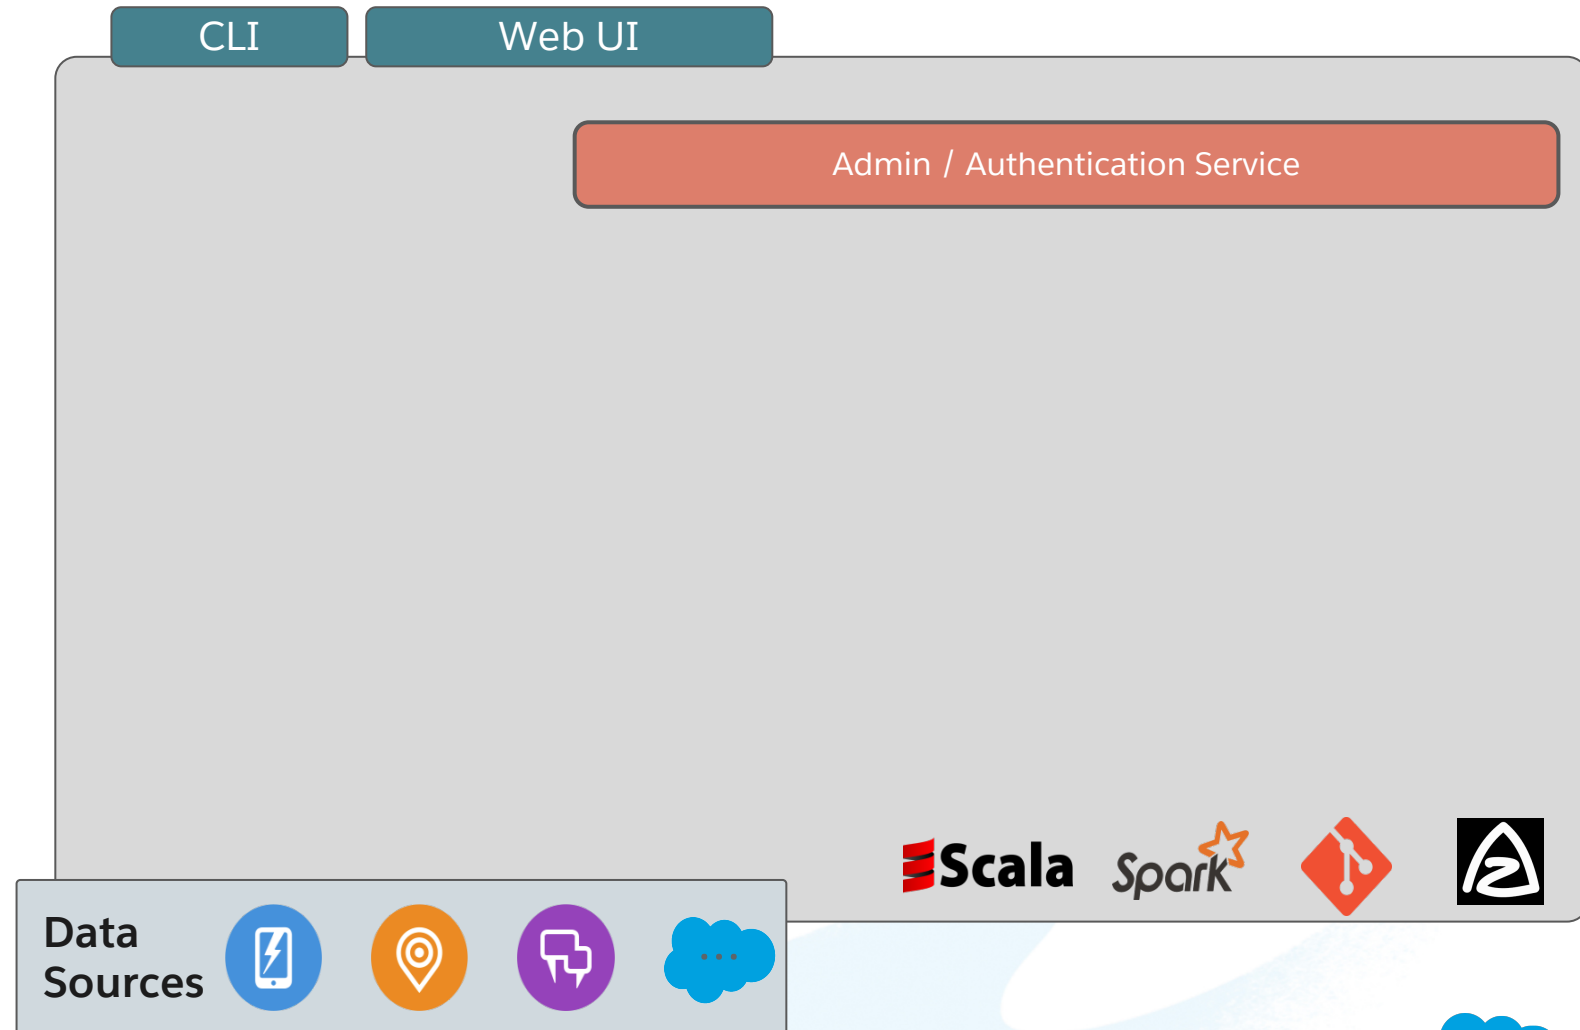 CLI
Web UI
Admin / Authentication Service
Scala
Spark
Data
Sources
...